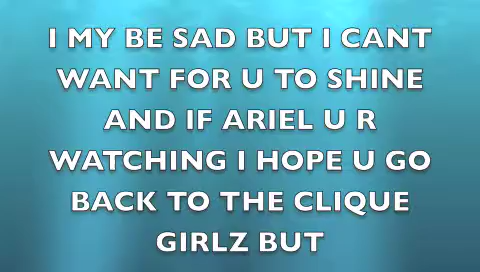 I MY BE SAD BUT I CANT
WANT FOR U TO SHINE
AND IF ARIEL U R
WATCHING I HOPE U GO
BACK TO THE CLIQUE
GIRLZ BUT